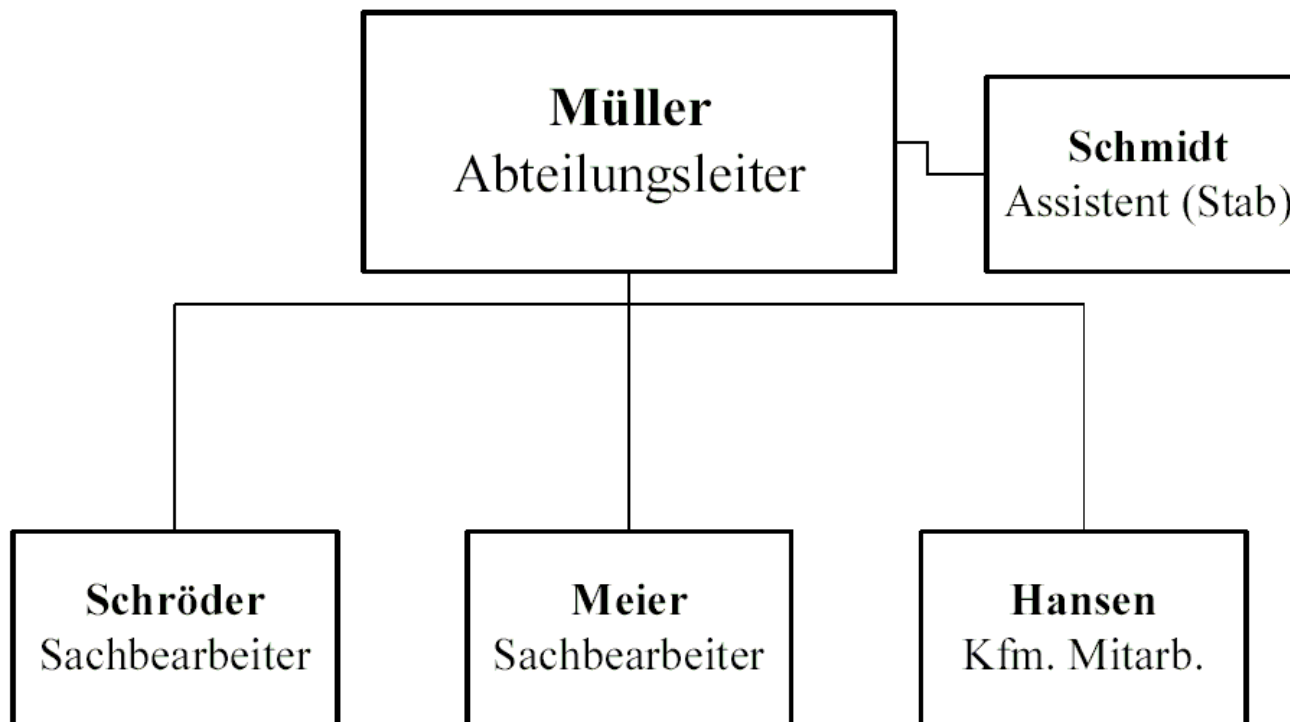 Müller
Abteilungsleiter
Schmidt
Assistent (Stab)
Schröder
Sachbearbeiter
Meier
Sachbearbeiter
Hansen
Kfm. Mitarb.